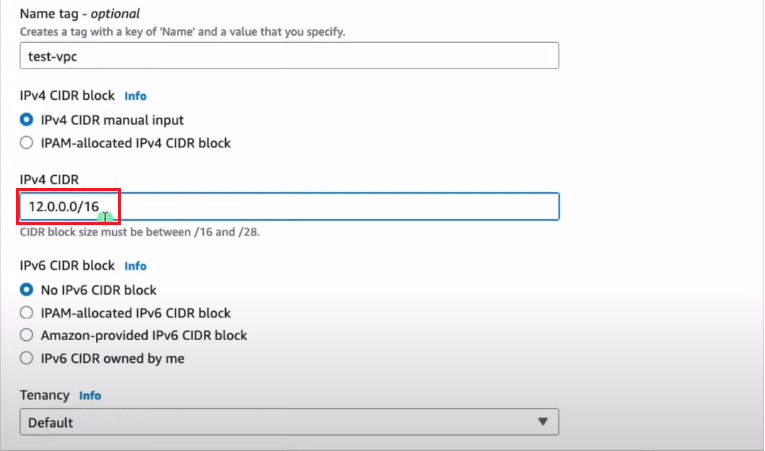 Name tag - optional
Creates a tag with a key of 'Name' and a value that you specify.
test-vpc
IPv4 CIDR block Info
IPv4 CIDR manual input
IPAM-allocated IPv4 CIDR block
IPv4 CIDR
12.0.0.0/16
CIDR block size must be between /16 and /28.
IPv6 CIDR block Info
No IPv6 CIDR block
IPAM-allocated IPv6 CIDR block
Amazon-provided IPv6 CIDR block
IPv6 CIDR owned by me
Tenancy Info
Default